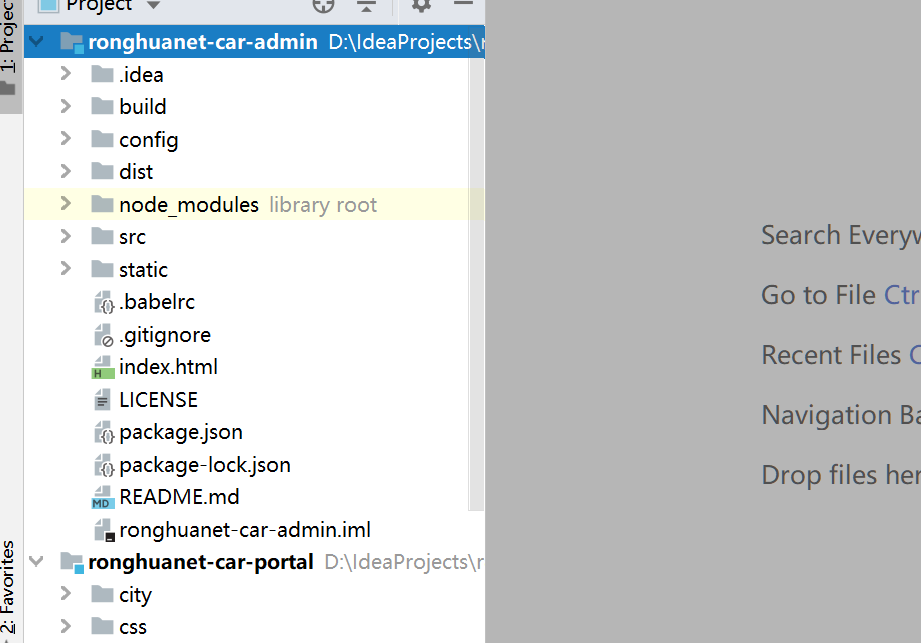 Project
1: Project
ronghuanet-car-admin D:\IdeaProjects\
.idea
build
config
dist
node_modules library root
src
static
.babelrc
.gitignore
index.html
LICENSE
package.json
package-lock.json
README.md
ronghuanet-car-admin.iml
ronghuanet-car-portal D:\IdeaProjects\r
city
css
2: Favorites
Search Everyw
Go to File Ctr
Recent Files C
Navigation Ba
Drop files her